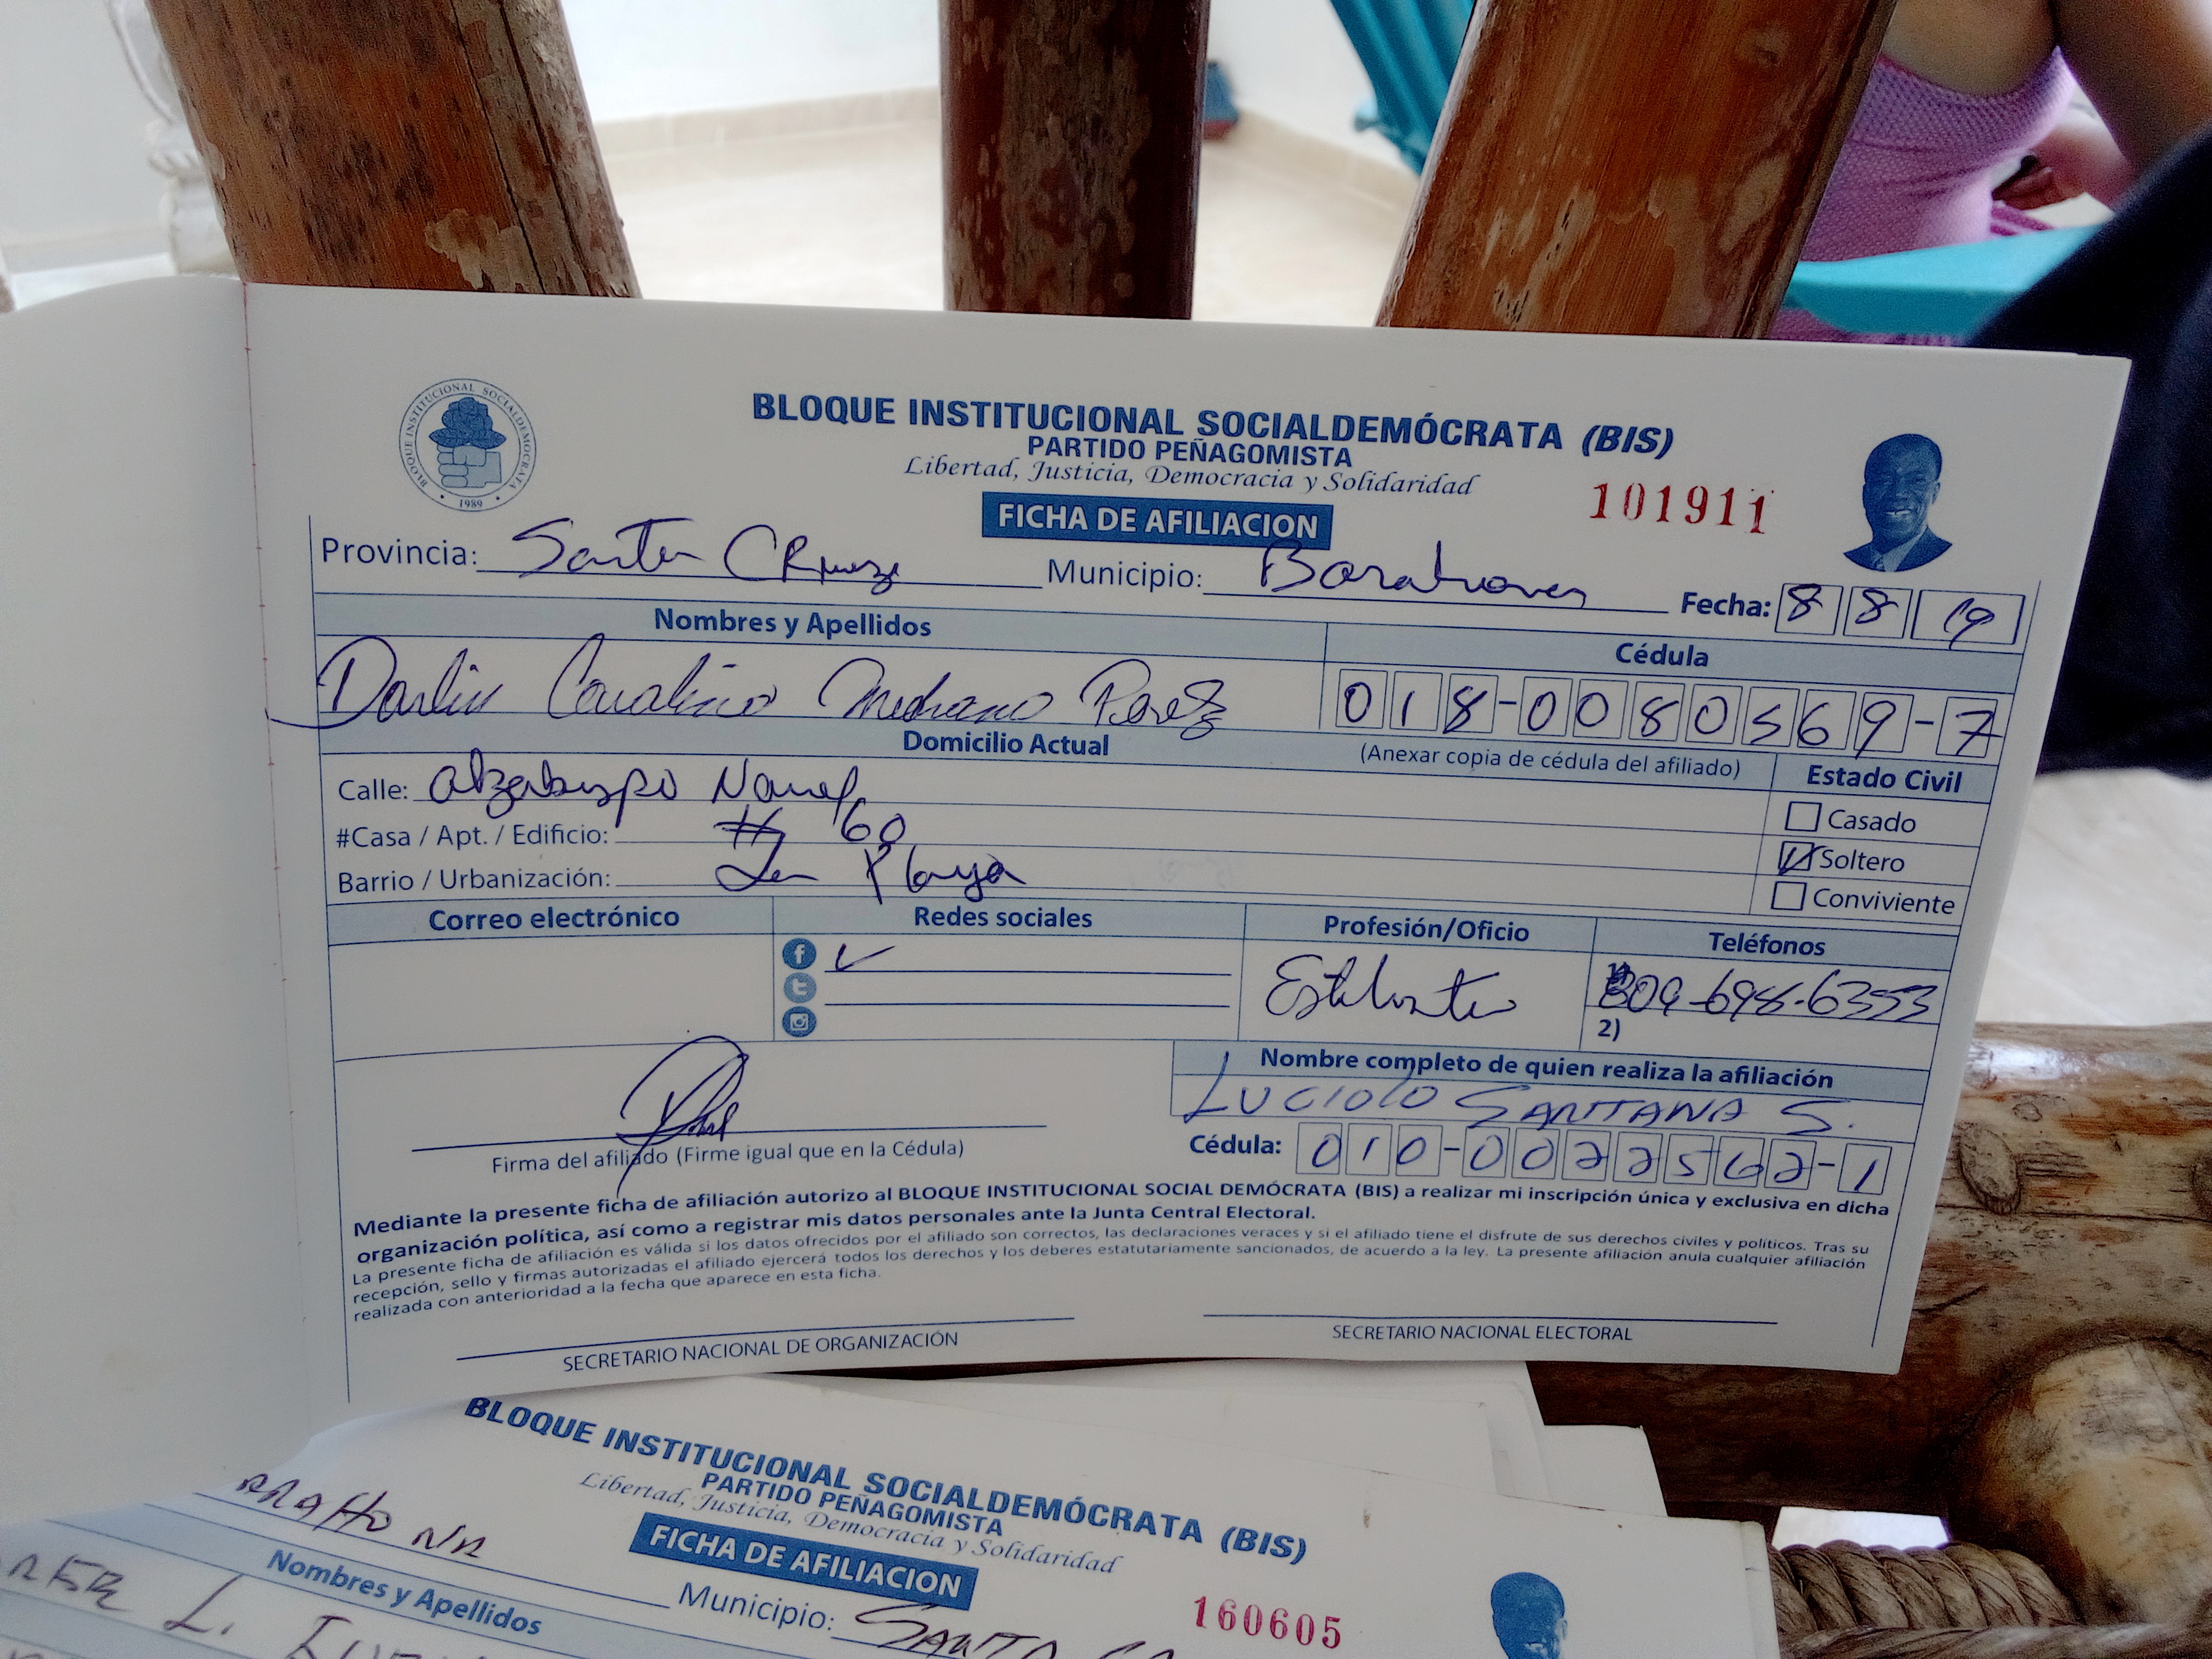 BLOQUE INSTITUCIONAL SOCIALDEMOCRATA
1989
BLOQUE INSTITUCIONAL SOCIALDEMÓCRATA (BIS)
PARTIDO PEÑAGOMISTA
Libertad, Justicia, Democracia y Solidaridad
FICHA DE AFILIACION
101911
Provincia: Santa Municipio: Fecha: 8 8 19
Nombres y Apellidos Cédula
Darlin Medrano Perez 018-0080569-7
Domicilio Actual (Anexar copia de cédula del afiliado) Estado Civil
Calle: Casado
#Casa / Apt. / Edificio: # 60 Soltero
Barrio / Urbanización: La Playa Conviviente
Correo electrónico Redes sociales Profesión/Oficio Teléfonos
809-698-6353
2)
Nombre completo de quien realiza la afiliación
SANTANA S.
Firma del afiliado (Firme igual que en la Cédula) Cédula: 010-0022562-1
Mediante la presente ficha de afiliación autorizo al BLOQUE INSTITUCIONAL SOCIAL DEMÓCRATA (BIS) a realizar mi inscripción única y exclusiva en dicha
organización política, así como a registrar mis datos personales ante la Junta Central Electoral.
La presente ficha de afiliación es válida si los datos ofrecidos por el afiliado son correctos, las declaraciones veraces y si el afiliado tiene el disfrute de sus derechos civiles y políticos. Tras su
recepción, sello y firmas autorizadas el afiliado ejercerá todos los derechos y los deberes estatutariamente sancionados, de acuerdo a la ley. La presente afiliación anula cualquier afiliación
realizada con anterioridad a la fecha que aparece en esta ficha.
SECRETARIO NACIONAL DE ORGANIZACIÓN SECRETARIO NACIONAL ELECTORAL
BLOQUE INSTITUCIONAL SOCIALDEMÓCRATA (BIS)
PARTIDO PEÑAGOMISTA
Libertad, Justicia, Democracia y Solidaridad
FICHA DE AFILIACION
160605
Municipio: SANTA
Nombres y Apellidos
L.